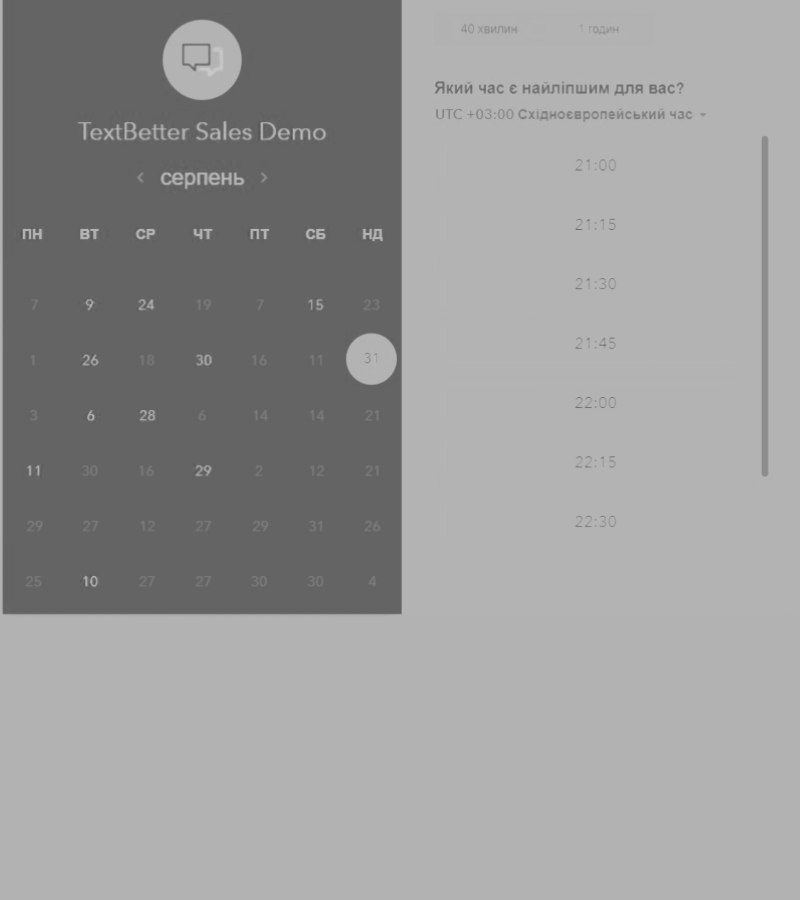 TextBetter Sales Demo
серпень
ПН ВТ СР ЧТ ПТ СБ НД
7 9 24 19 7 15 23
1 26 18 30 16 11 31
3 6 28 6 14 14 21
11 30 16 29 2 12 21
29 27 12 27 29 31 26
25 10 27 27 30 30 4
40 хвилин 1 годин
Який час є найліпшим для вас?
UTC +03:00 Східноєвропейський час
21:00
21:15
21:30
21:45
22:00
22:15
22:30